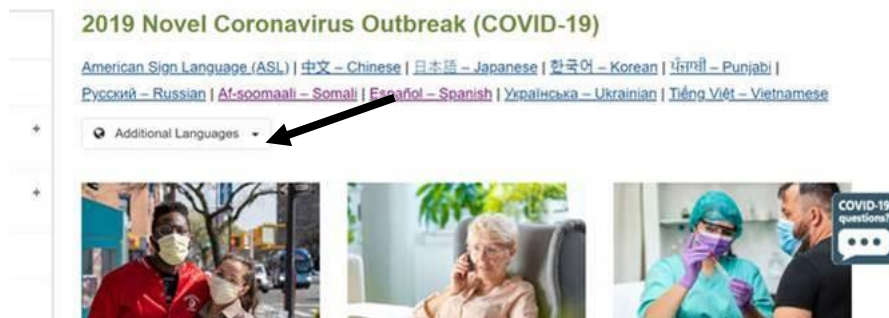 2019 Novel Coronavirus Outbreak (COVID-19)
American Sign Language (ASL) | 中文 – Chinese | 日本語 – Japanese | 한국어 – Korean | ਪੰਜਾਬੀ – Punjabi |
Русский – Russian | Af-soomaali – Somali | Español – Spanish | Українська – Ukrainian | Tiếng Việt – Vietnamese
+
Additional Languages
+
COVID-19
questions?